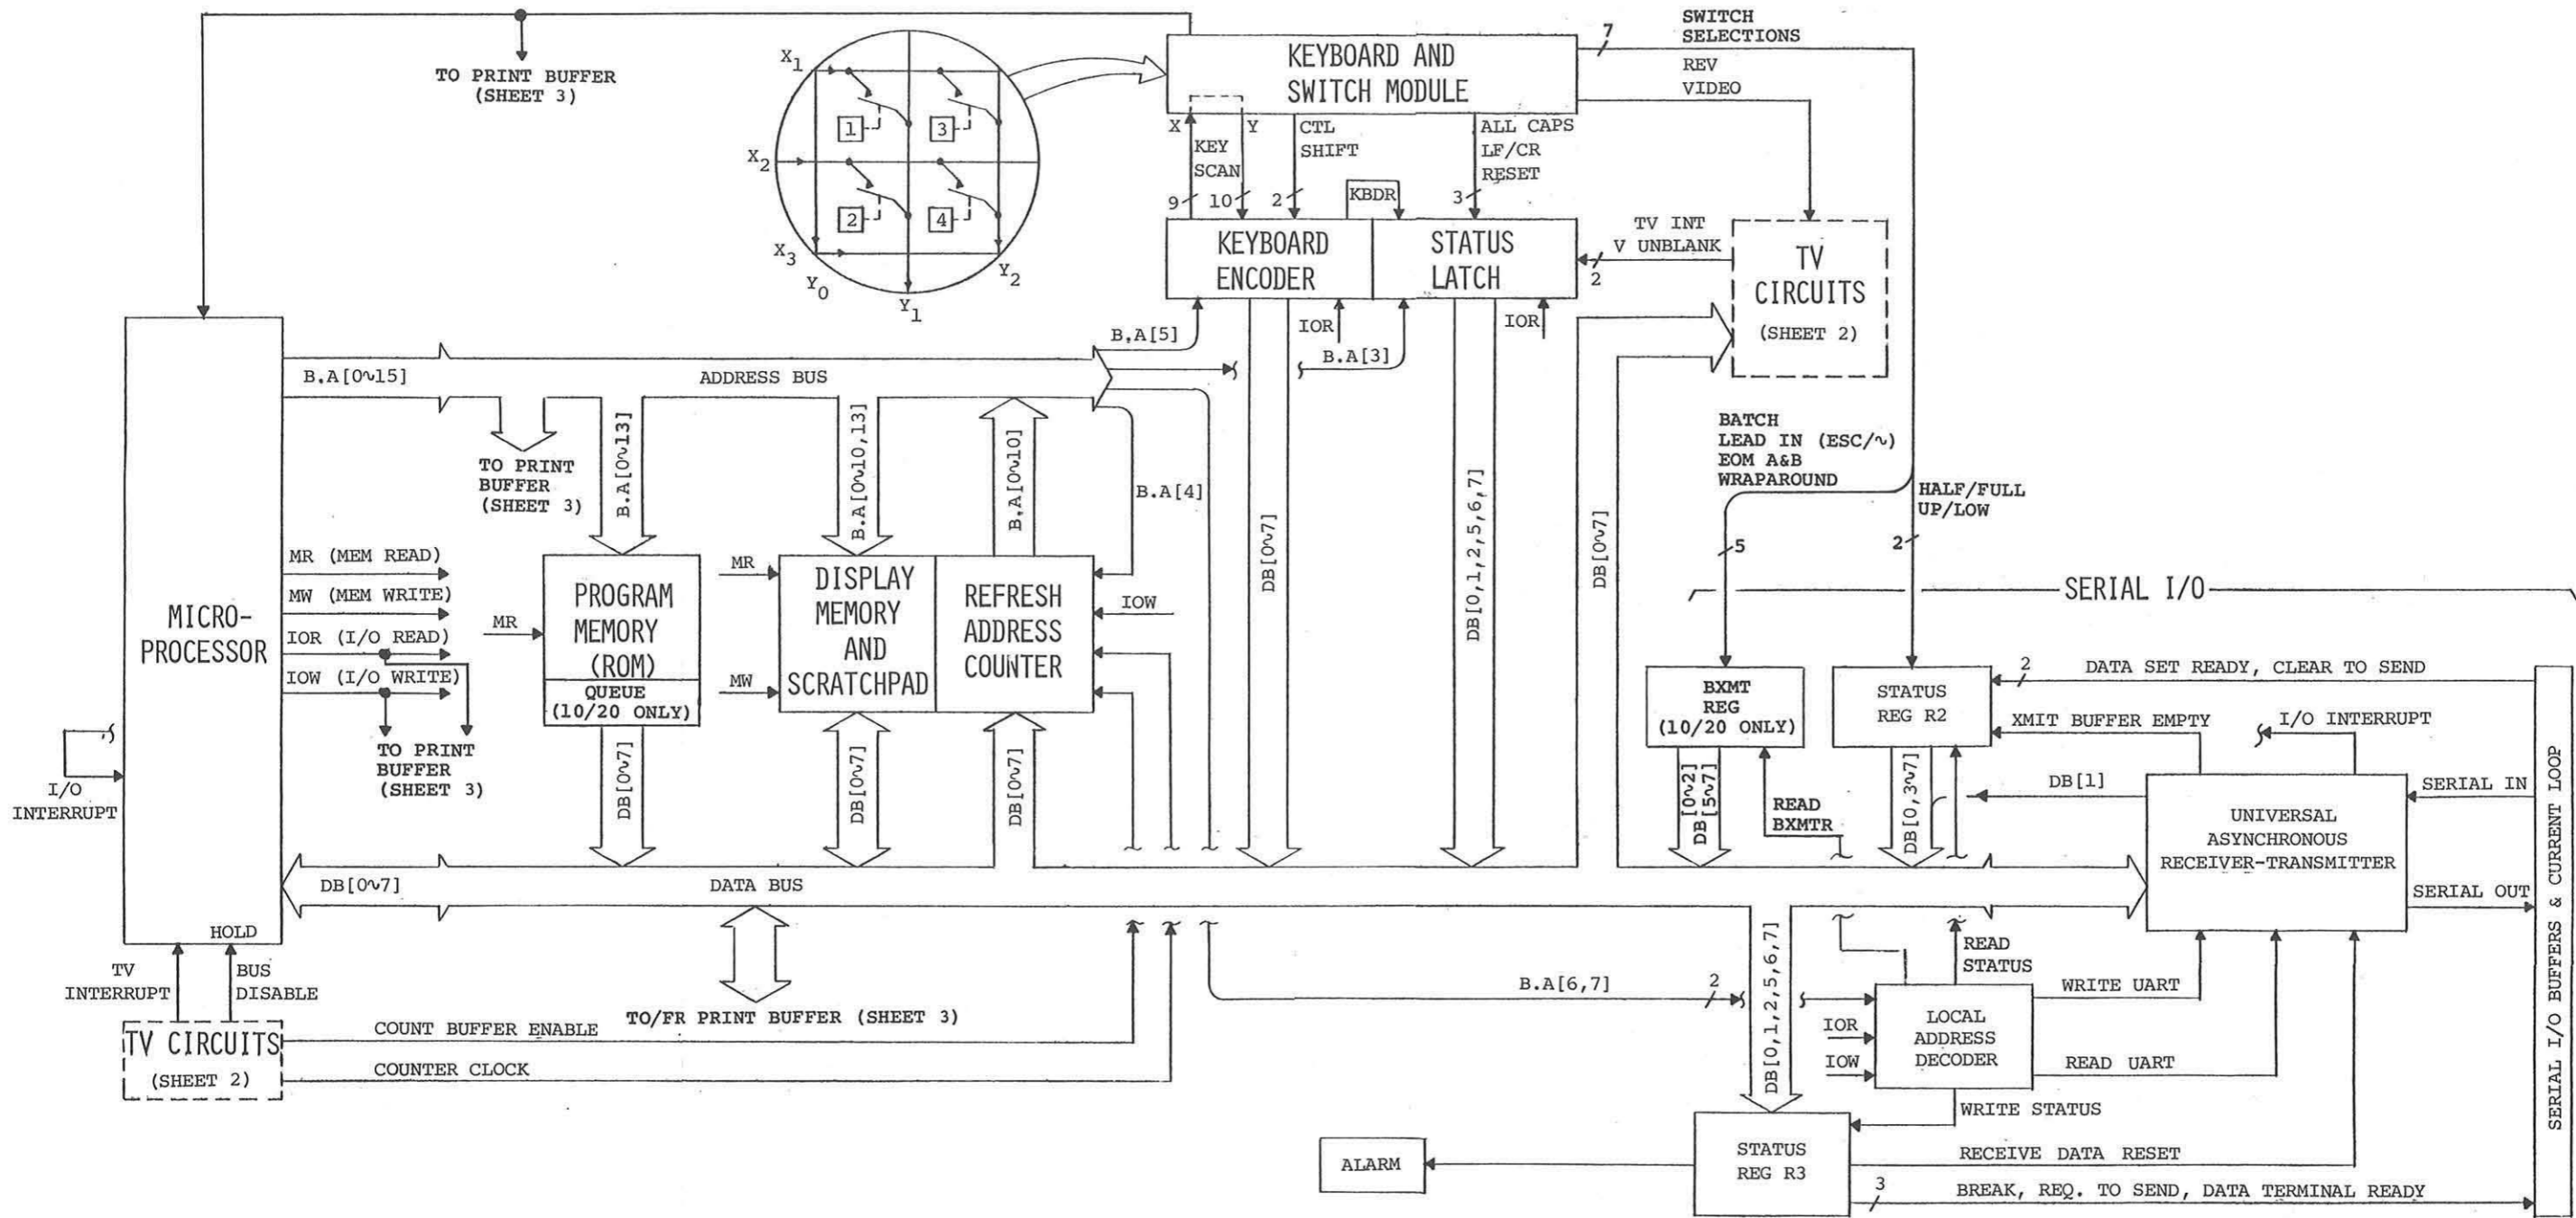 TO PRINT BUFFER
(SHEET 3)
X1
X2
X3
Y0
Y1
Y2
1
3
2
4
KEYBOARD AND
SWITCH MODULE
7
SWITCH
SELECTIONS
REV
VIDEO
X
Y
KEY
SCAN
9
10
CTL
SHIFT
2
KBDR
ALL CAPS
LF/CR
RESET
3
KEYBOARD
ENCODER
STATUS
LATCH
TV INT
V UNBLANK
2
TV
CIRCUITS
(SHEET 2)
B.A[5]
IOR
B.A[3]
IOR
B.A[0∿15]
ADDRESS BUS
TO PRINT
BUFFER
(SHEET 3)
B.A[0∿13]
B.A[0∿10,13]
B.A[0∿10]
B.A[4]
DB[0∿7]
DB[0,1,2,5,6,7]
DB[0∿7]
BATCH
LEAD IN (ESC/∿)
EOM A&B
WRAPAROUND
HALF/FULL
UP/LOW
5
2
SERIAL I/O
MICRO-
PROCESSOR
MR (MEM READ)
MW (MEM WRITE)
IOR (I/O READ)
IOW (I/O WRITE)
TO PRINT
BUFFER
(SHEET 3)
I/O
INTERRUPT
MR
PROGRAM
MEMORY
(ROM)
QUEUE
(10/20 ONLY)
MR
MW
DISPLAY
MEMORY
AND
SCRATCHPAD
REFRESH
ADDRESS
COUNTER
IOW
DB[0∿7]
DB[0∿7]
DB[0∿7]
BXMT
REG
(10/20 ONLY)
STATUS
REG R2
2
DATA SET READY, CLEAR TO SEND
XMIT BUFFER EMPTY
I/O INTERRUPT
DB[0∿2]
DB[5∿7]
READ
BXMTR
DB[0,3∿7]
DB[1]
UNIVERSAL
ASYNCHRONOUS
RECEIVER-TRANSMITTER
SERIAL IN
SERIAL OUT
SERIAL I/O BUFFERS & CURRENT LOOP
DB[0∿7]
DATA BUS
HOLD
TV
INTERRUPT
BUS
DISABLE
TV CIRCUITS
(SHEET 2)
COUNT BUFFER ENABLE
COUNTER CLOCK
TO/FR PRINT BUFFER (SHEET 3)
B.A[6,7]
2
DB[0,1,2,5,6,7]
READ
STATUS
IOR
IOW
LOCAL
ADDRESS
DECODER
WRITE UART
READ UART
WRITE STATUS
ALARM
STATUS
REG R3
RECEIVE DATA RESET
3
BREAK, REQ. TO SEND, DATA TERMINAL READY